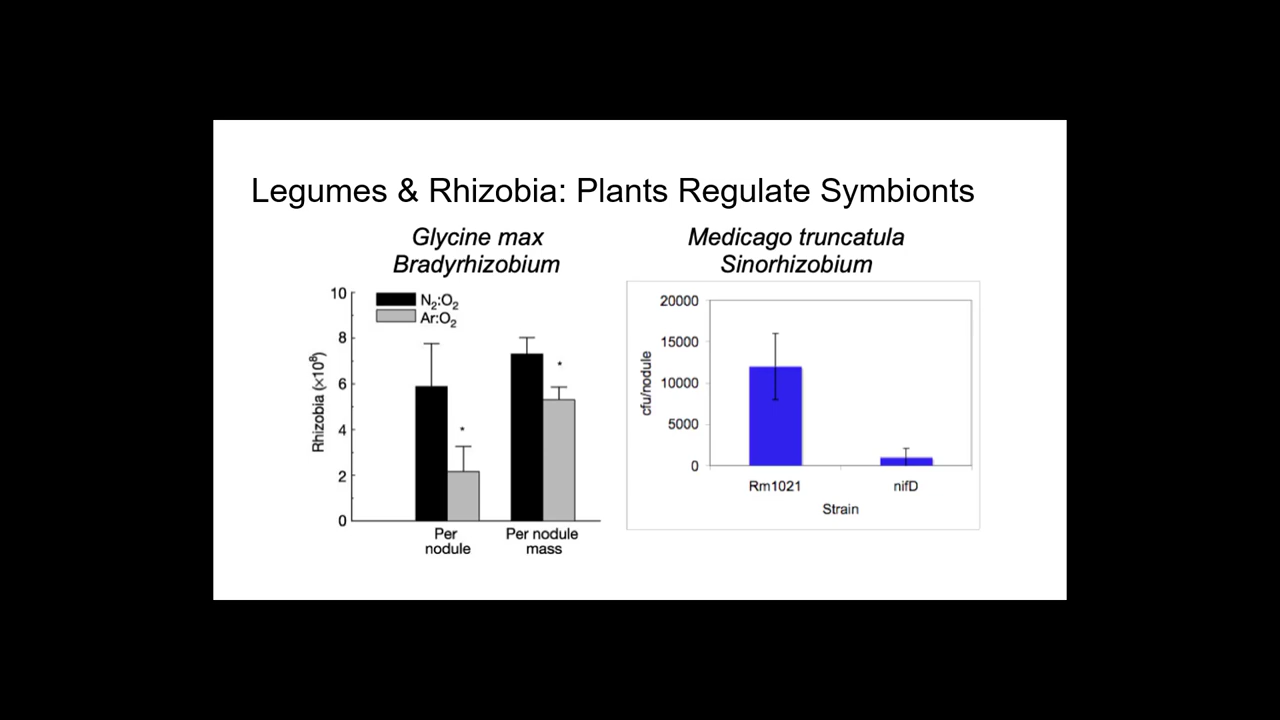 Legumes & Rhizobia: Plants Regulate Symbionts
Glycine max
Bradyrhizobium
Medicago truncatula
Sinorhizobium
10
8
6
4
2
0
Rhizobia (×10⁸)
N₂:O₂
Ar:O₂
*
*
Per
nodule
Per nodule
mass
20000
15000
10000
5000
0
cfu/nodule
Rm1021
nifD
Strain